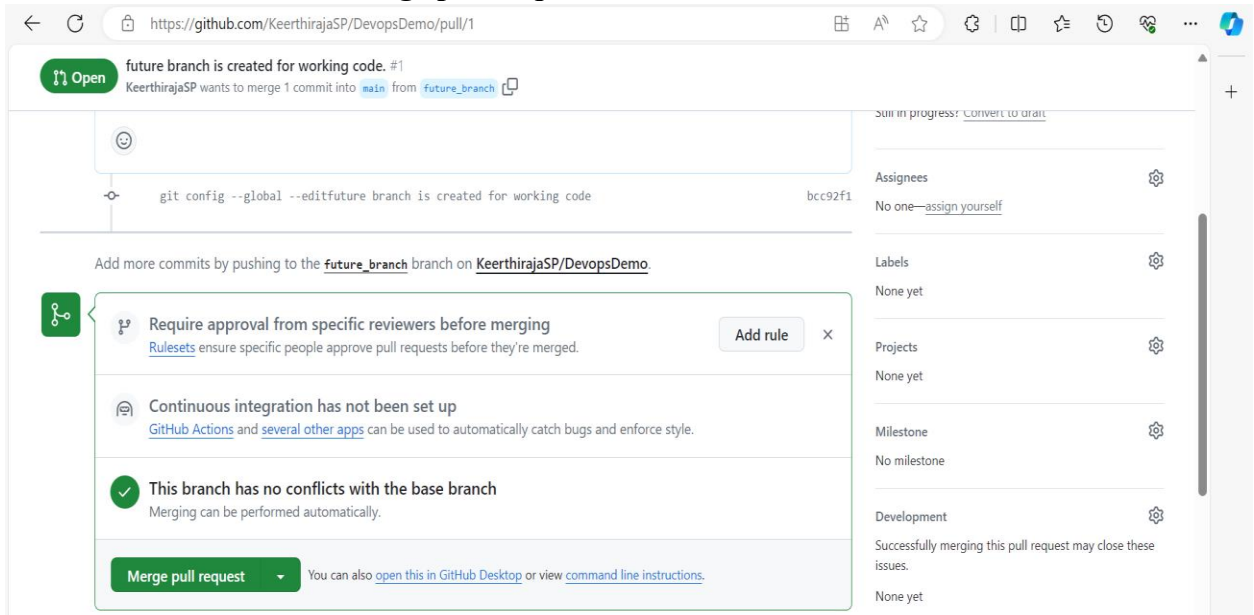 https://github.com/KeerthirajaSP/DevopsDemo/pull/1
Open
future branch is created for working code. #1
KeerthirajaSP wants to merge 1 commit into main from future_branch
Still in progress? Convert to draft
git config --global --editfuture branch is created for working code bcc92f1
Add more commits by pushing to the future_branch branch on KeerthirajaSP/DevopsDemo.
Require approval from specific reviewers before merging
Rulesets ensure specific people approve pull requests before they're merged.
Add rule
Continuous integration has not been set up
GitHub Actions and several other apps can be used to automatically catch bugs and enforce style.
This branch has no conflicts with the base branch
Merging can be performed automatically.
Merge pull request
You can also open this in GitHub Desktop or view command line instructions.
Assignees
No one—assign yourself
Labels
None yet
Projects
None yet
Milestone
No milestone
Development
Successfully merging this pull request may close these
issues.
None yet